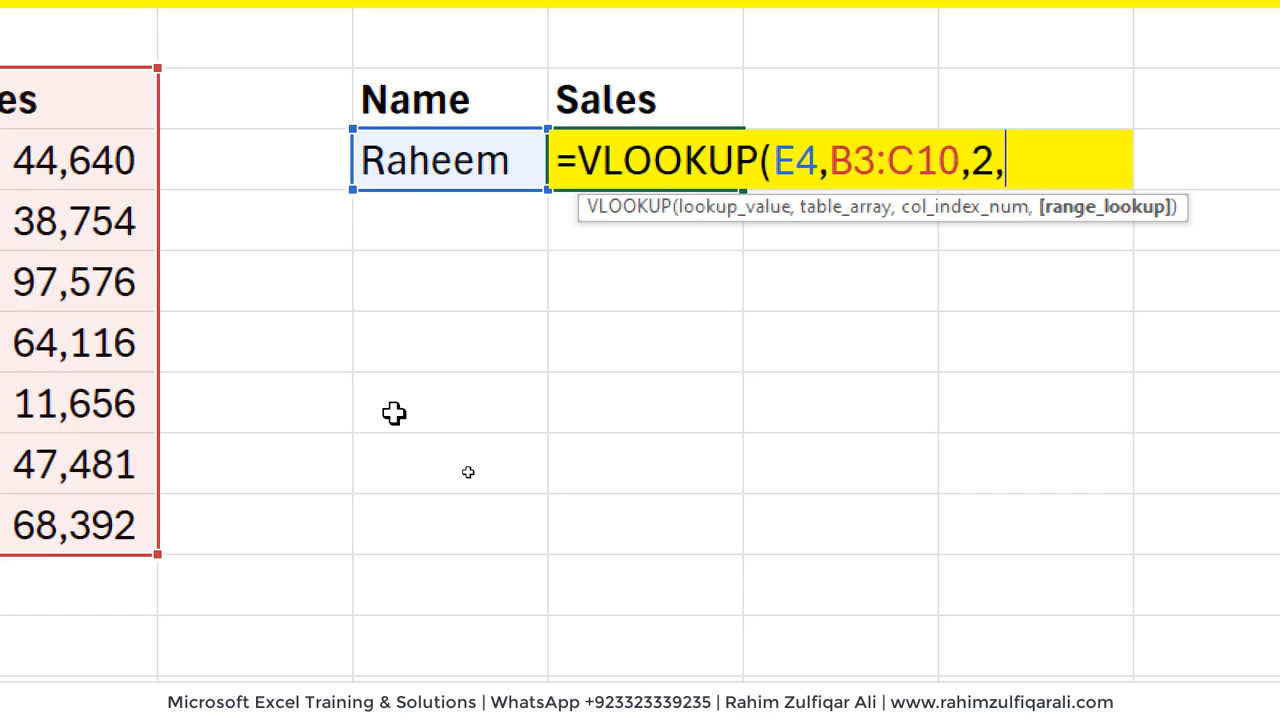 es
Name
Sales
44,640
Raheem
=VLOOKUP(E4,B3:C10,2,
VLOOKUP(lookup_value, table_array, col_index_num, [range_lookup])
38,754
97,576
64,116
11,656
47,481
68,392
Microsoft Excel Training & Solutions | WhatsApp +923323339235 | Rahim Zulfiqar Ali | www.rahimzulfiqarali.com